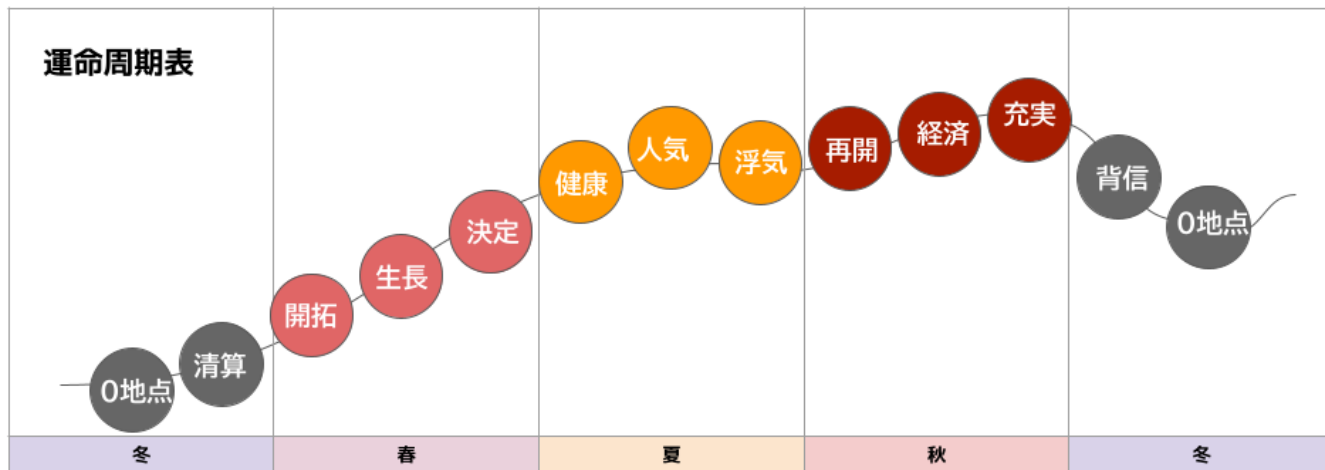 運命周期表
0地点
清算
開拓
生長
決定
健康
人気
浮気
再開
経済
充実
背信
0地点
冬
春
夏
秋
冬